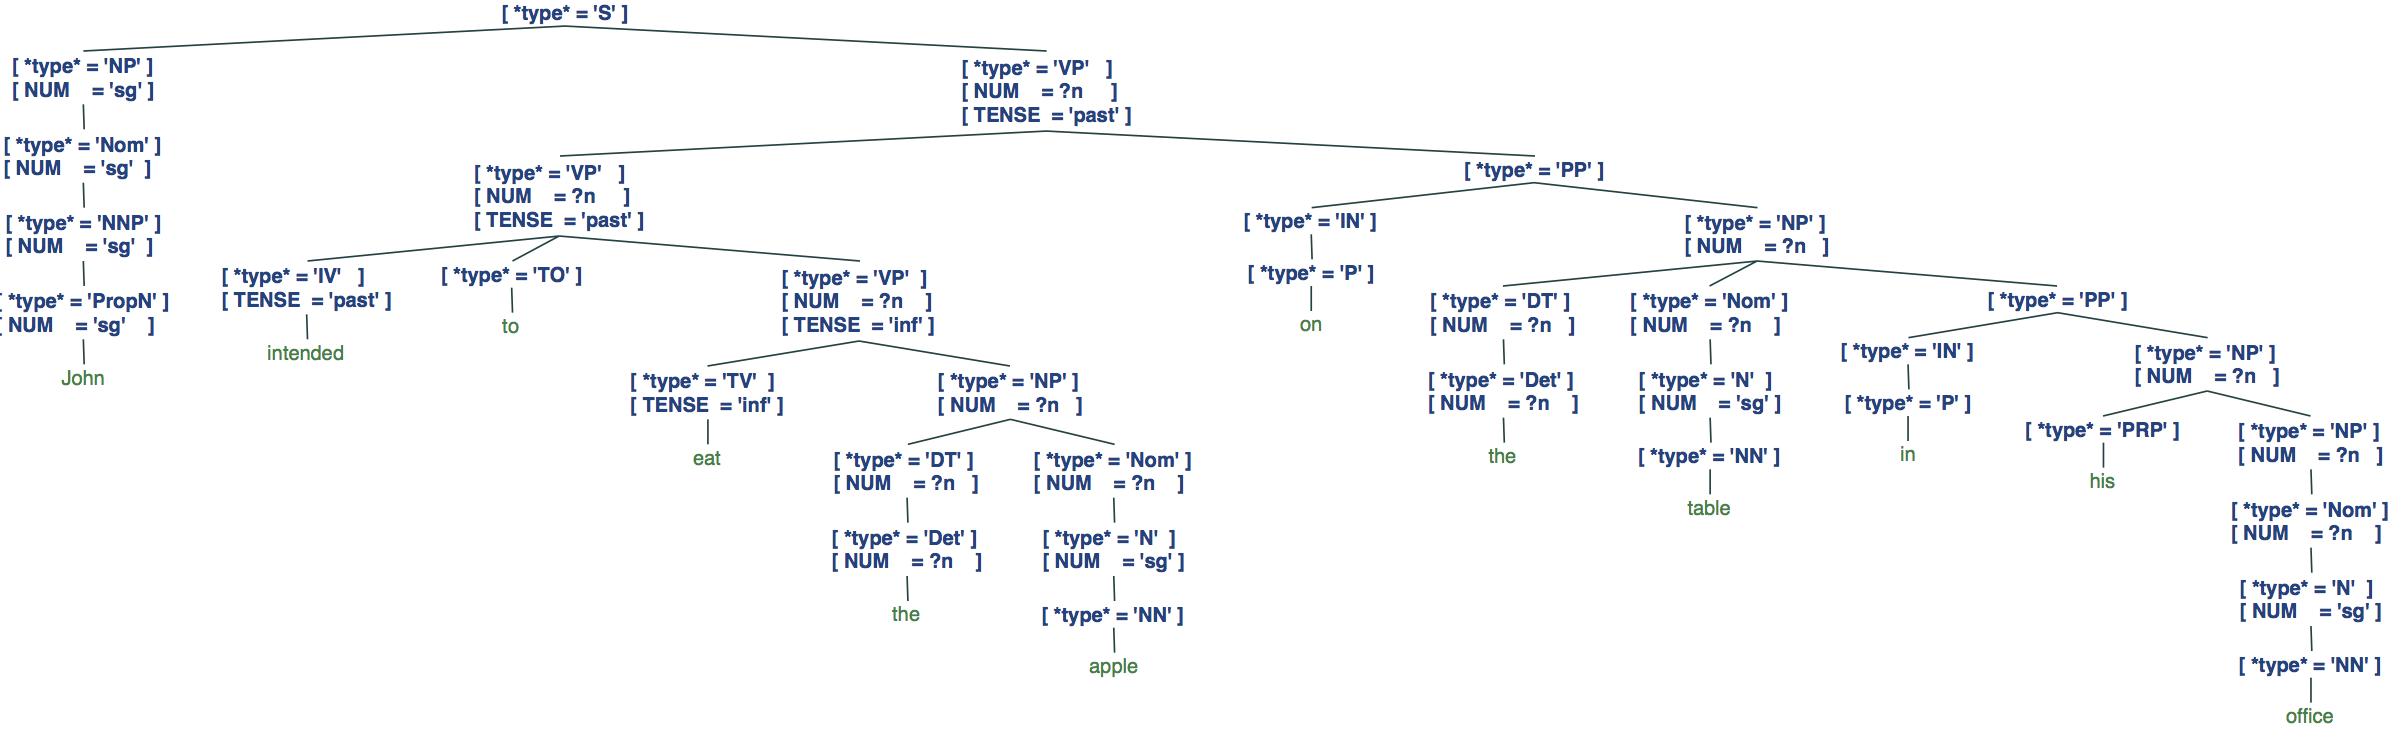 [ *type* = 'S' ]
[ *type* = 'NP' ]
[ NUM = 'sg' ]
[ *type* = 'Nom' ]
[ NUM = 'sg' ]
[ *type* = 'NNP' ]
[ NUM = 'sg' ]
[ *type* = 'PropN' ]
[ NUM = 'sg' ]
John
[ *type* = 'VP' ]
[ NUM = ?n ]
[ TENSE = 'past' ]
[ *type* = 'VP' ]
[ NUM = ?n ]
[ TENSE = 'past' ]
[ *type* = 'IV' ]
[ TENSE = 'past' ]
intended
[ *type* = 'TO' ]
to
[ *type* = 'VP' ]
[ NUM = ?n ]
[ TENSE = 'inf' ]
[ *type* = 'TV' ]
[ TENSE = 'inf' ]
eat
[ *type* = 'NP' ]
[ NUM = ?n ]
[ *type* = 'DT' ]
[ NUM = ?n ]
[ *type* = 'Det' ]
[ NUM = ?n ]
the
[ *type* = 'Nom' ]
[ NUM = ?n ]
[ *type* = 'N' ]
[ NUM = 'sg' ]
[ *type* = 'NN' ]
apple
[ *type* = 'PP' ]
[ *type* = 'IN' ]
[ *type* = 'P' ]
on
[ *type* = 'NP' ]
[ NUM = ?n ]
[ *type* = 'DT' ]
[ NUM = ?n ]
[ *type* = 'Det' ]
[ NUM = ?n ]
the
[ *type* = 'Nom' ]
[ NUM = ?n ]
[ *type* = 'N' ]
[ NUM = 'sg' ]
[ *type* = 'NN' ]
table
[ *type* = 'PP' ]
[ *type* = 'IN' ]
[ *type* = 'P' ]
in
[ *type* = 'NP' ]
[ NUM = ?n ]
[ *type* = 'PRP' ]
his
[ *type* = 'NP' ]
[ NUM = ?n ]
[ *type* = 'Nom' ]
[ NUM = ?n ]
[ *type* = 'N' ]
[ NUM = 'sg' ]
[ *type* = 'NN' ]
office